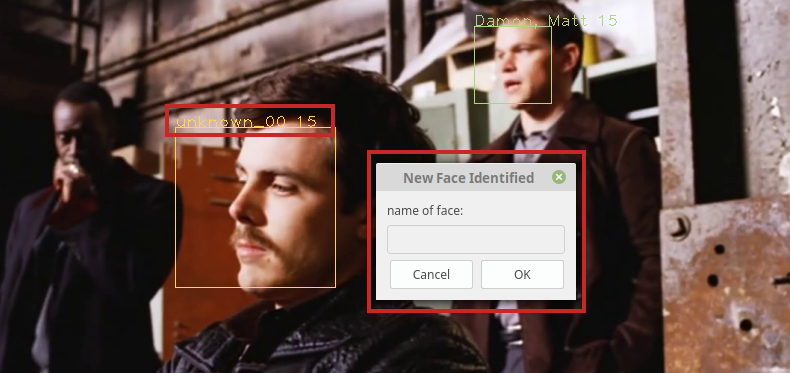 Damon, Matt 15
unknown_00 15
New Face Identified
name of face:
Cancel OK